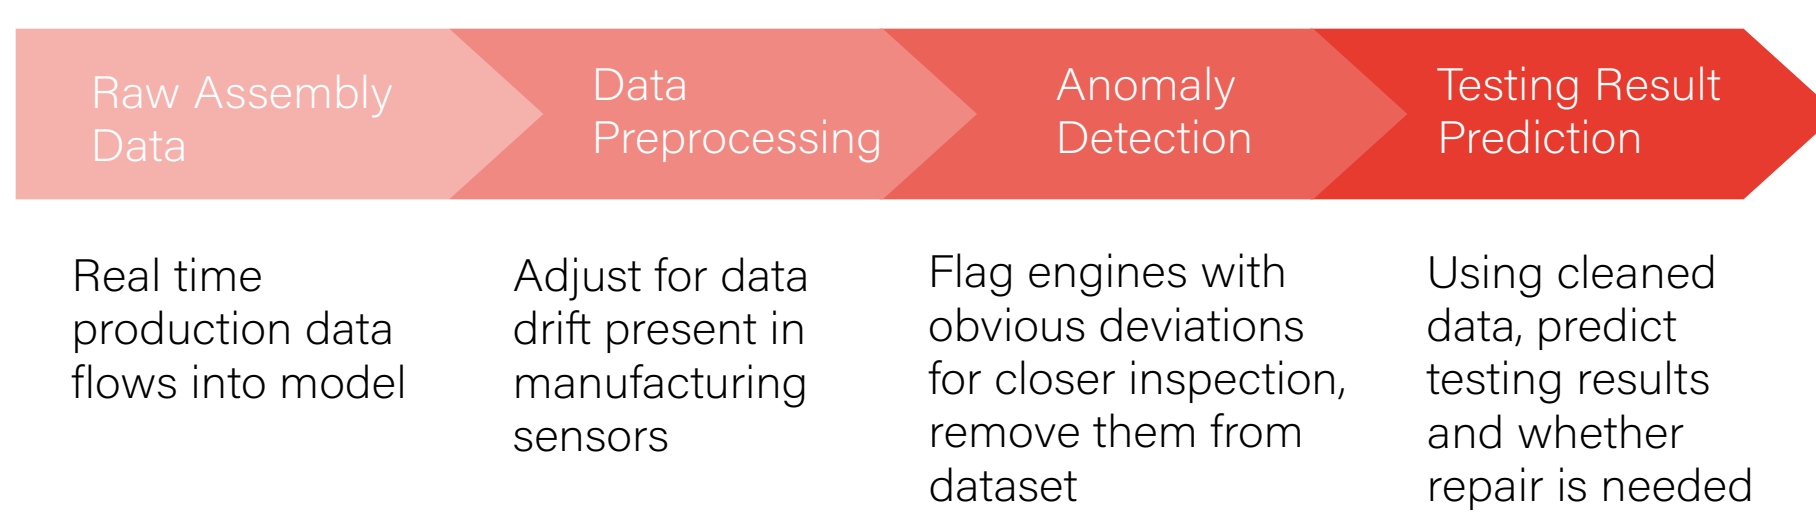 Raw Assembly
Data
Data
Preprocessing
Anomaly
Detection
Testing Result
Prediction
Real time
production data
flows into model
Adjust for data
drift present in
manufacturing
sensors
Flag engines with
obvious deviations
for closer inspection,
remove them from
dataset
Using cleaned
data, predict
testing results
and whether
repair is needed